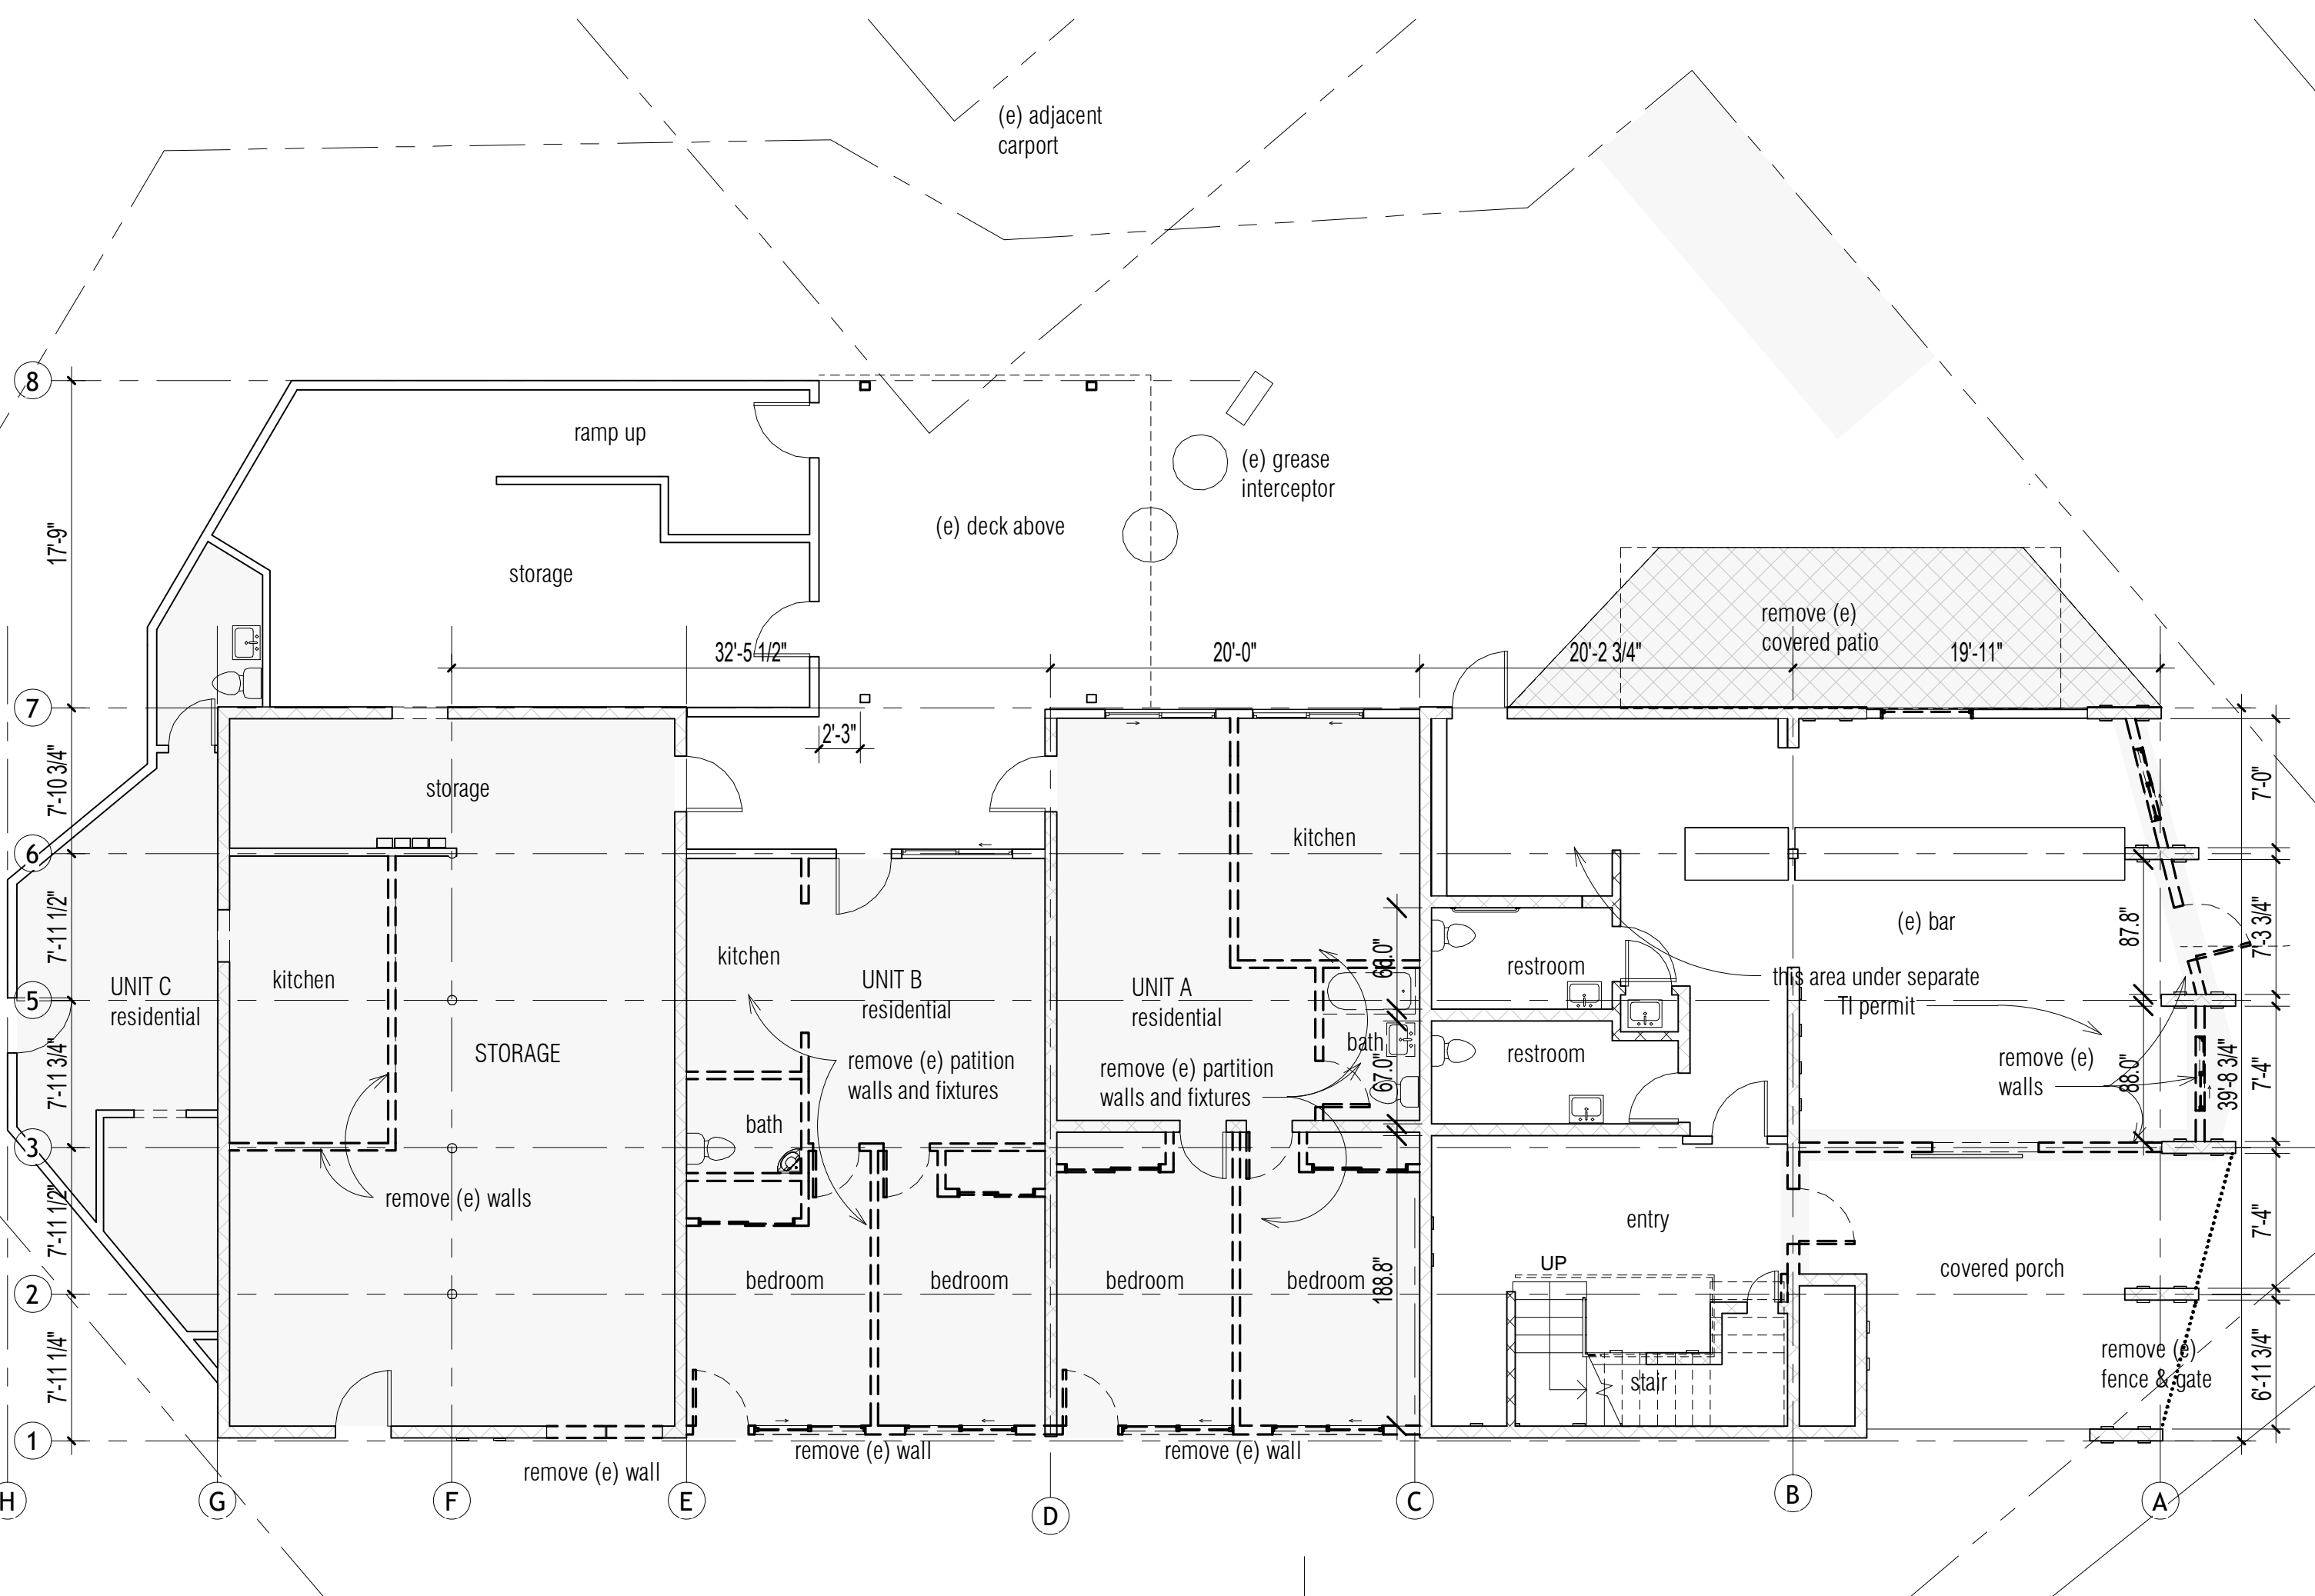 (e) adjacent
carport
8
ramp up
(e) grease
interceptor
(e) deck above
17'-9"
storage
remove (e)
covered patio
32'-5 1/2"
20'-0"
20'-2 3/4"
19'-11"
7
2'-3"
7'-10 3/4"
storage
7'-0"
kitchen
6
7'-11 1/2"
(e) bar
87.8"
7'-3 3/4"
kitchen
66.0"
restroom
kitchen
UNIT C
residential
UNIT B
residential
UNIT A
residential
this area under separate
TI permit
5
STORAGE
bath
restroom
remove (e) patition
walls and fixtures
remove (e) partition
walls and fixtures
67.0"
remove (e)
walls
88.0"
39'-8 3/4"
7'-4"
7'-11 3/4"
bath
3
remove (e) walls
entry
7'-11 1/2"
7'-4"
UP
covered porch
bedroom
bedroom
bedroom
bedroom
188.8"
2
remove (e)
fence & gate
stair
7'-11 1/4"
6'-11 3/4"
1
remove (e) wall
remove (e) wall
remove (e) wall
H
G
F
E
D
C
B
A